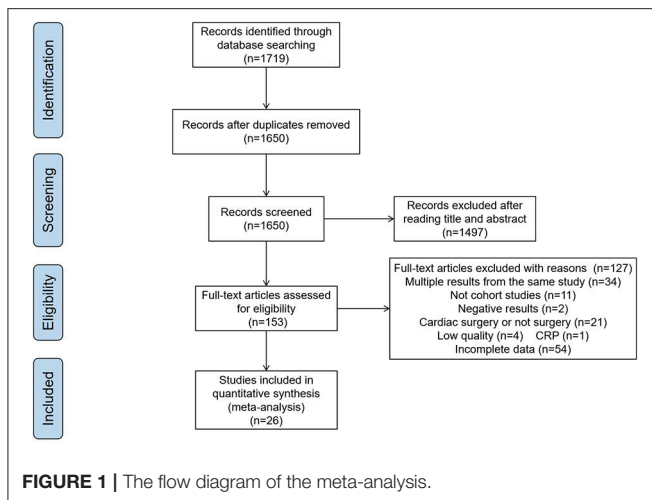 Identification
Records identified through
database searching
(n=1719)
Records after duplicates removed
(n=1650)
Screening
Records screened
(n=1650)
Records excluded after
reading title and abstract
(n=1497)
Eligibility
Full-text articles assessed
for eligibility
(n=153)
Full-text articles excluded with reasons (n=127)
Multiple results from the same study (n=34)
Not cohort studies (n=11)
Negative results (n=2)
Cardiac surgery or not surgery (n=21)
Low quality (n=4) CRP (n=1)
Incomplete data (n=54)
Included
Studies included in
quantitative synthesis
(meta-analysis)
(n=26)
FIGURE 1 | The flow diagram of the meta-analysis.